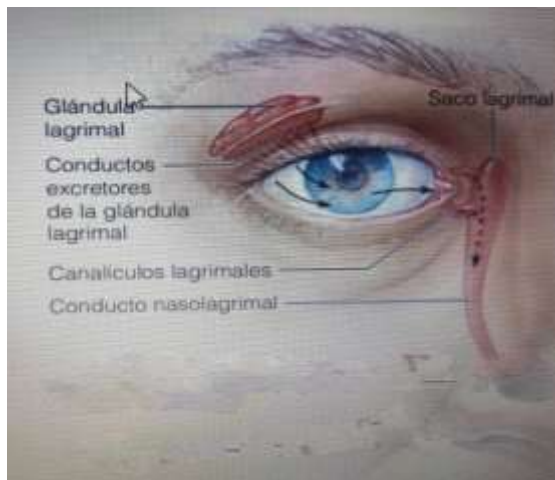 Glándula
lagrimal
Saco lagrimal
Conductos
excretores
de la glándula
lagrimal
Canalículos lagrimales
Conducto nasolagrimal